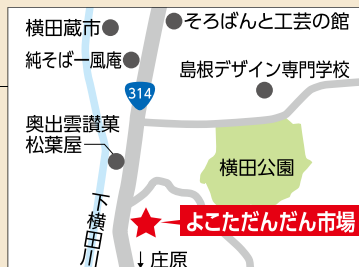 横田蔵市
そろばんと工芸の館
純そば一風庵
島根デザイン専門学校
314
奥出雲讃菓
松葉屋
横田公園
下横田川
よこただんだん市場
↓庄原